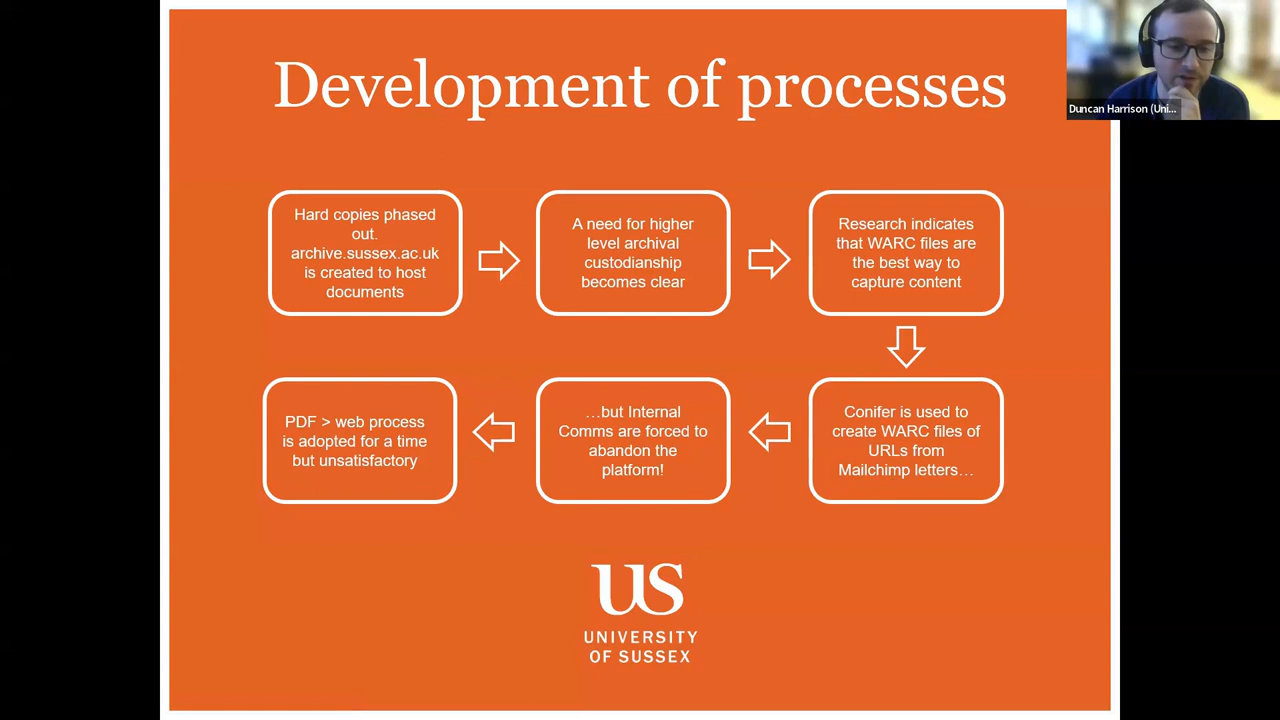 Development of processes
Duncan Harrison (Uni...
Hard copies phased
out.
archive.sussex.ac.uk
is created to host
documents
A need for higher
level archival
custodianship
becomes clear
Research indicates
that WARC files are
the best way to
capture content
Conifer is used to
create WARC files of
URLs from
Mailchimp letters…
…but Internal
Comms are forced to
abandon the
platform!
PDF > web process
is adopted for a time
but unsatisfactory
US
UNIVERSITY
OF SUSSEX